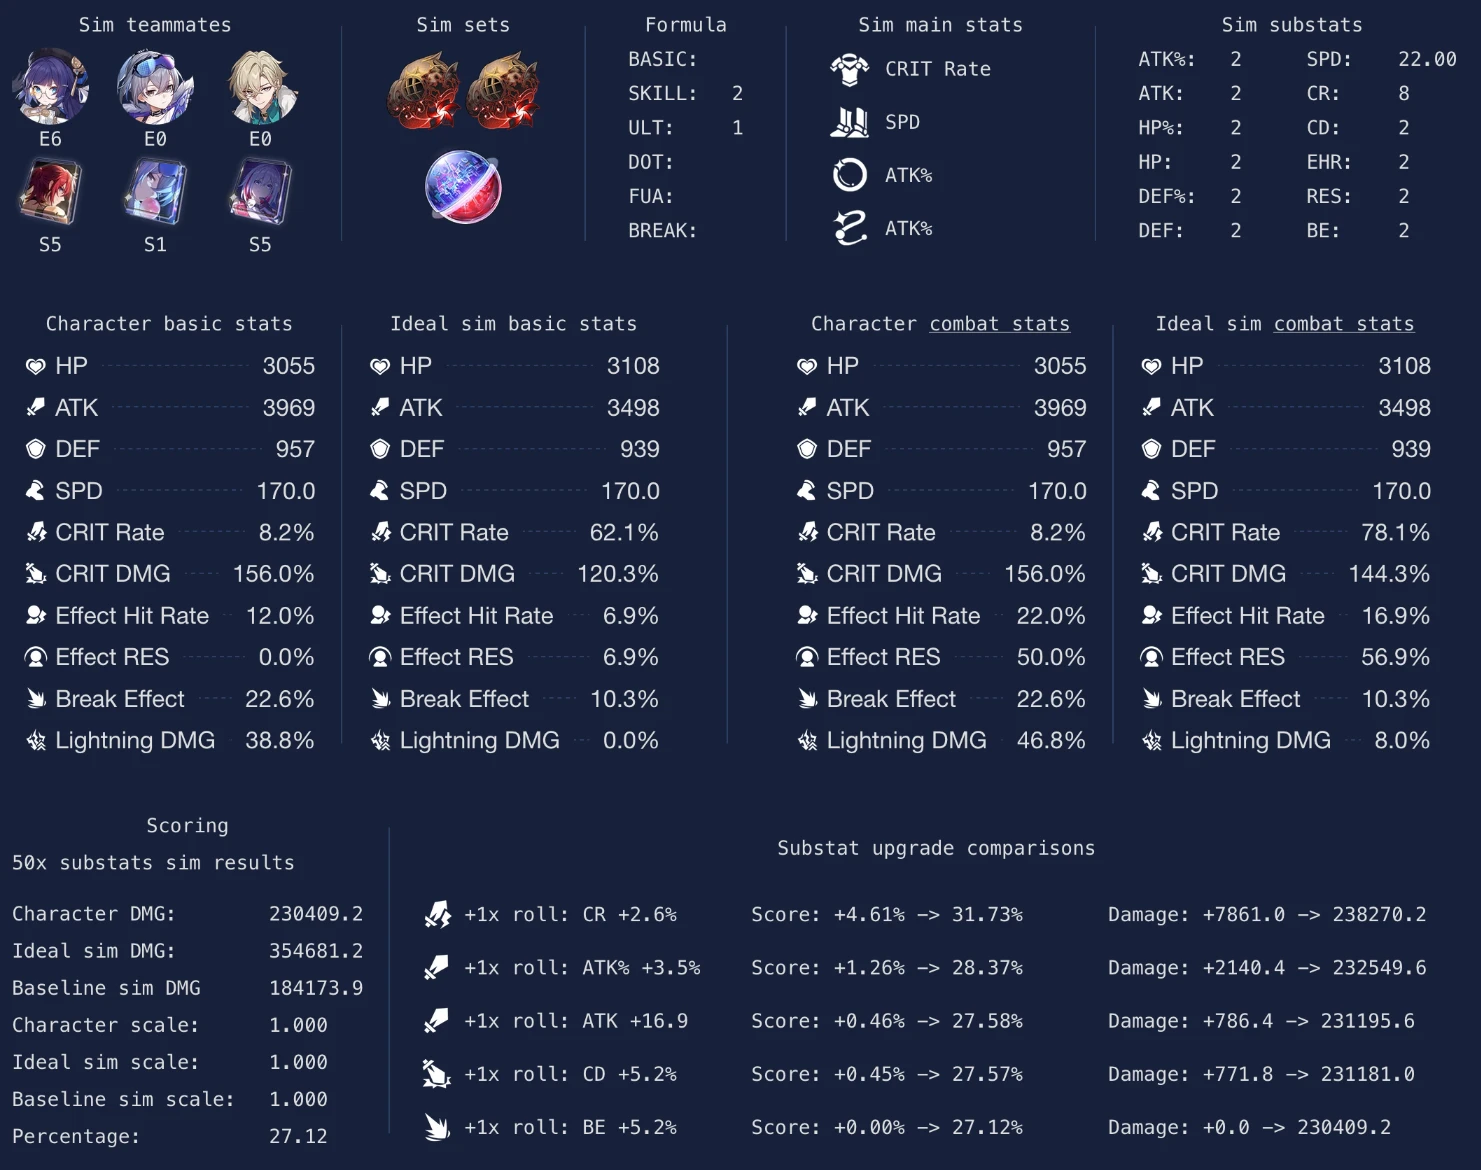 Sim teammates
E6 E0 E0
S5 S1 S5
Sim sets
Formula
BASIC:
SKILL: 2
ULT: 1
DOT:
FUA:
BREAK:
Sim main stats
CRIT Rate
SPD
ATK%
ATK%
Sim substats
ATK%: 2 SPD: 22.00
ATK: 2 CR: 8
HP%: 2 CD: 2
HP: 2 EHR: 2
DEF%: 2 RES: 2
DEF: 2 BE: 2
Character basic stats
HP 3055
ATK 3969
DEF 957
SPD 170.0
CRIT Rate 8.2%
CRIT DMG 156.0%
Effect Hit Rate 12.0%
Effect RES 0.0%
Break Effect 22.6%
Lightning DMG 38.8%
Ideal sim basic stats
HP 3108
ATK 3498
DEF 939
SPD 170.0
CRIT Rate 62.1%
CRIT DMG 120.3%
Effect Hit Rate 6.9%
Effect RES 6.9%
Break Effect 10.3%
Lightning DMG 0.0%
Character combat stats
HP 3055
ATK 3969
DEF 957
SPD 170.0
CRIT Rate 8.2%
CRIT DMG 156.0%
Effect Hit Rate 22.0%
Effect RES 50.0%
Break Effect 22.6%
Lightning DMG 46.8%
Ideal sim combat stats
HP 3108
ATK 3498
DEF 939
SPD 170.0
CRIT Rate 78.1%
CRIT DMG 144.3%
Effect Hit Rate 16.9%
Effect RES 56.9%
Break Effect 10.3%
Lightning DMG 8.0%
Scoring
50x substats sim results
Character DMG: 230409.2
Ideal sim DMG: 354681.2
Baseline sim DMG 184173.9
Character scale: 1.000
Ideal sim scale: 1.000
Baseline sim scale: 1.000
Percentage: 27.12
Substat upgrade comparisons
+1x roll: CR +2.6% Score: +4.61% -> 31.73% Damage: +7861.0 -> 238270.2
+1x roll: ATK% +3.5% Score: +1.26% -> 28.37% Damage: +2140.4 -> 232549.6
+1x roll: ATK +16.9 Score: +0.46% -> 27.58% Damage: +786.4 -> 231195.6
+1x roll: CD +5.2% Score: +0.45% -> 27.57% Damage: +771.8 -> 231181.0
+1x roll: BE +5.2% Score: +0.00% -> 27.12% Damage: +0.0 -> 230409.2